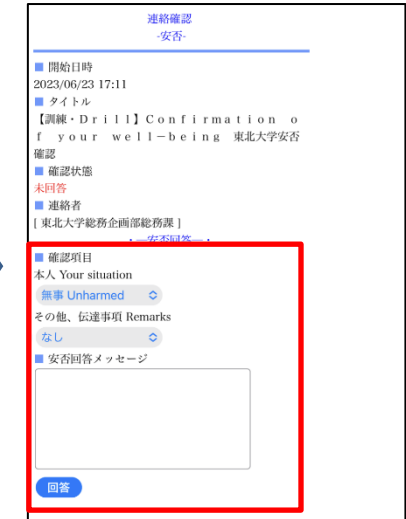 連絡確認
-安否-
■ 開始日時
2023/06/23 17:11
■ タイトル
【訓練・Ｄｒｉｌｌ】Ｃｏｎｆｉｒｍａｔｉｏｎ　ｏ
ｆ　ｙｏｕｒ　ｗｅｌｌ－ｂｅｉｎｇ　東北大学安否
確認
■ 確認状態
未回答
■ 連絡者
[ 東北大学総務企画部総務課 ]
・―安否回答―・
■ 確認項目
本人 Your situation
無事 Unharmed
その他、伝達事項 Remarks
なし
■ 安否回答メッセージ
回答